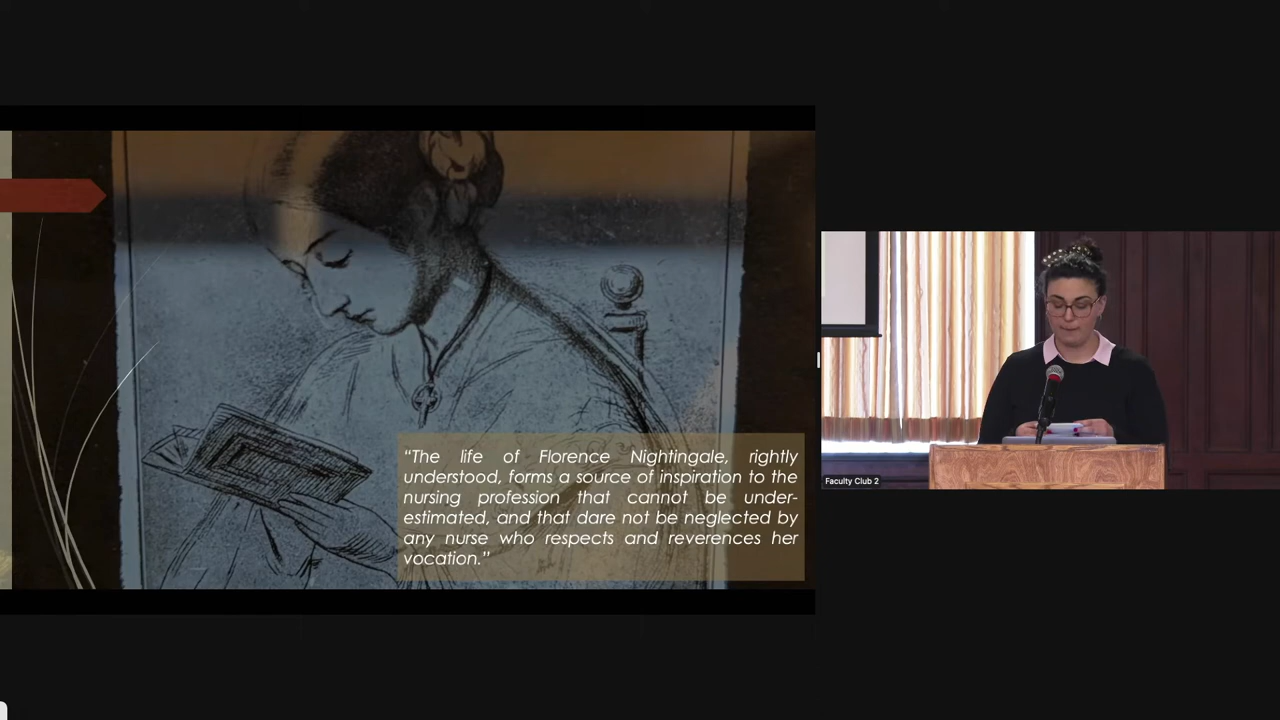 “The life of Florence Nightingale, rightly
understood, forms a source of inspiration to the
nursing profession that cannot be under-
estimated, and that dare not be neglected by
any nurse who respects and reverences her
vocation.”
Faculty Club 2